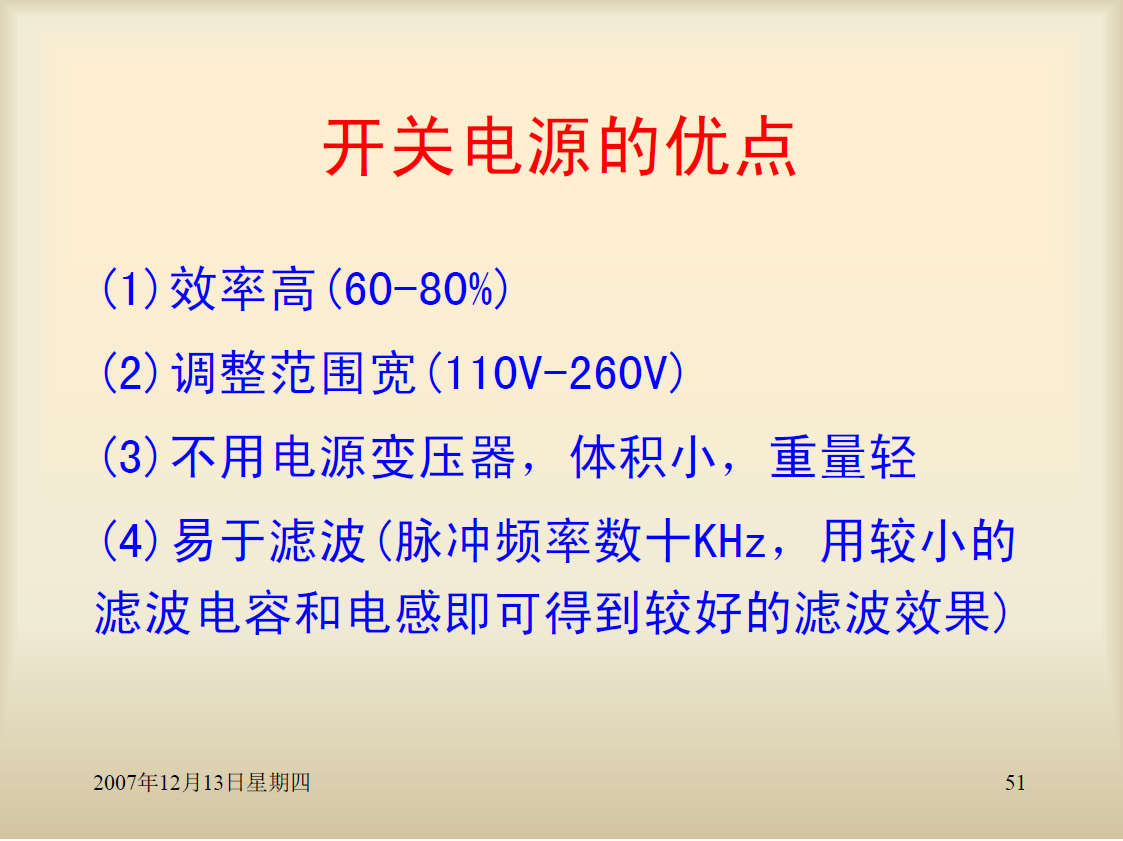 开关电源的优点
(1)效率高(60-80%)
(2)调整范围宽(110V-260V)
(3)不用电源变压器，体积小，重量轻
(4)易于滤波(脉冲频率数十KHz，用较小的
滤波电容和电感即可得到较好的滤波效果)
2007年12月13日星期四
51